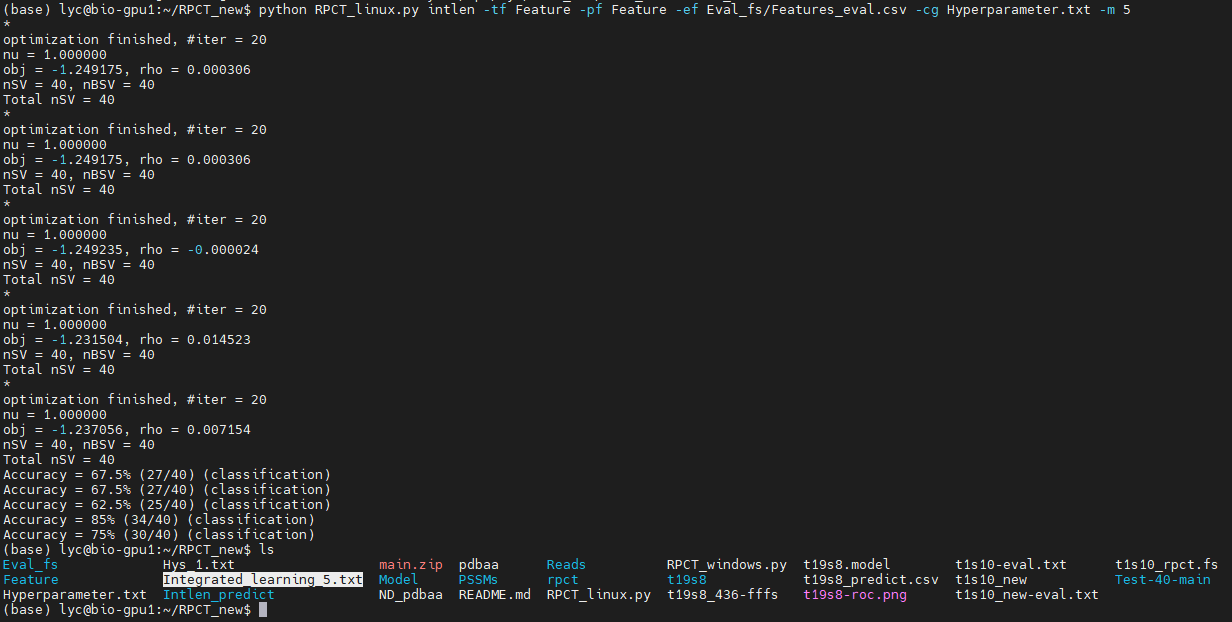 (base) lyc@bio-gpu1:~/RPCT_new$ python RPCT_linux.py intlen -tf Feature -pf Feature -ef Eval_fs/Features_eval.csv -cg Hyperparameter.txt -m 5
*
optimization finished, #iter = 20
nu = 1.000000
obj = -1.249175, rho = 0.000306
nSV = 40, nBSV = 40
Total nSV = 40
*
optimization finished, #iter = 20
nu = 1.000000
obj = -1.249175, rho = 0.000306
nSV = 40, nBSV = 40
Total nSV = 40
*
optimization finished, #iter = 20
nu = 1.000000
obj = -1.249235, rho = -0.000024
nSV = 40, nBSV = 40
Total nSV = 40
*
optimization finished, #iter = 20
nu = 1.000000
obj = -1.231504, rho = 0.014523
nSV = 40, nBSV = 40
Total nSV = 40
*
optimization finished, #iter = 20
nu = 1.000000
obj = -1.237056, rho = 0.007154
nSV = 40, nBSV = 40
Total nSV = 40
Accuracy = 67.5% (27/40) (classification)
Accuracy = 67.5% (27/40) (classification)
Accuracy = 62.5% (25/40) (classification)
Accuracy = 85% (34/40) (classification)
Accuracy = 75% (30/40) (classification)
(base) lyc@bio-gpu1:~/RPCT_new$ ls
Eval_fs Hys_1.txt main.zip pdbaa Reads RPCT_windows.py t19s8.model t1s10-eval.txt t1s10_rpct.fs
Feature Integrated_learning_5.txt Model PSSMs rpct t19s8 t19s8_predict.csv t1s10_new Test-40-main
Hyperparameter.txt Intlen_predict ND_pdbaa README.md RPCT_linux.py t19s8_436-fffs t19s8-roc.png t1s10_new-eval.txt
(base) lyc@bio-gpu1:~/RPCT_new$